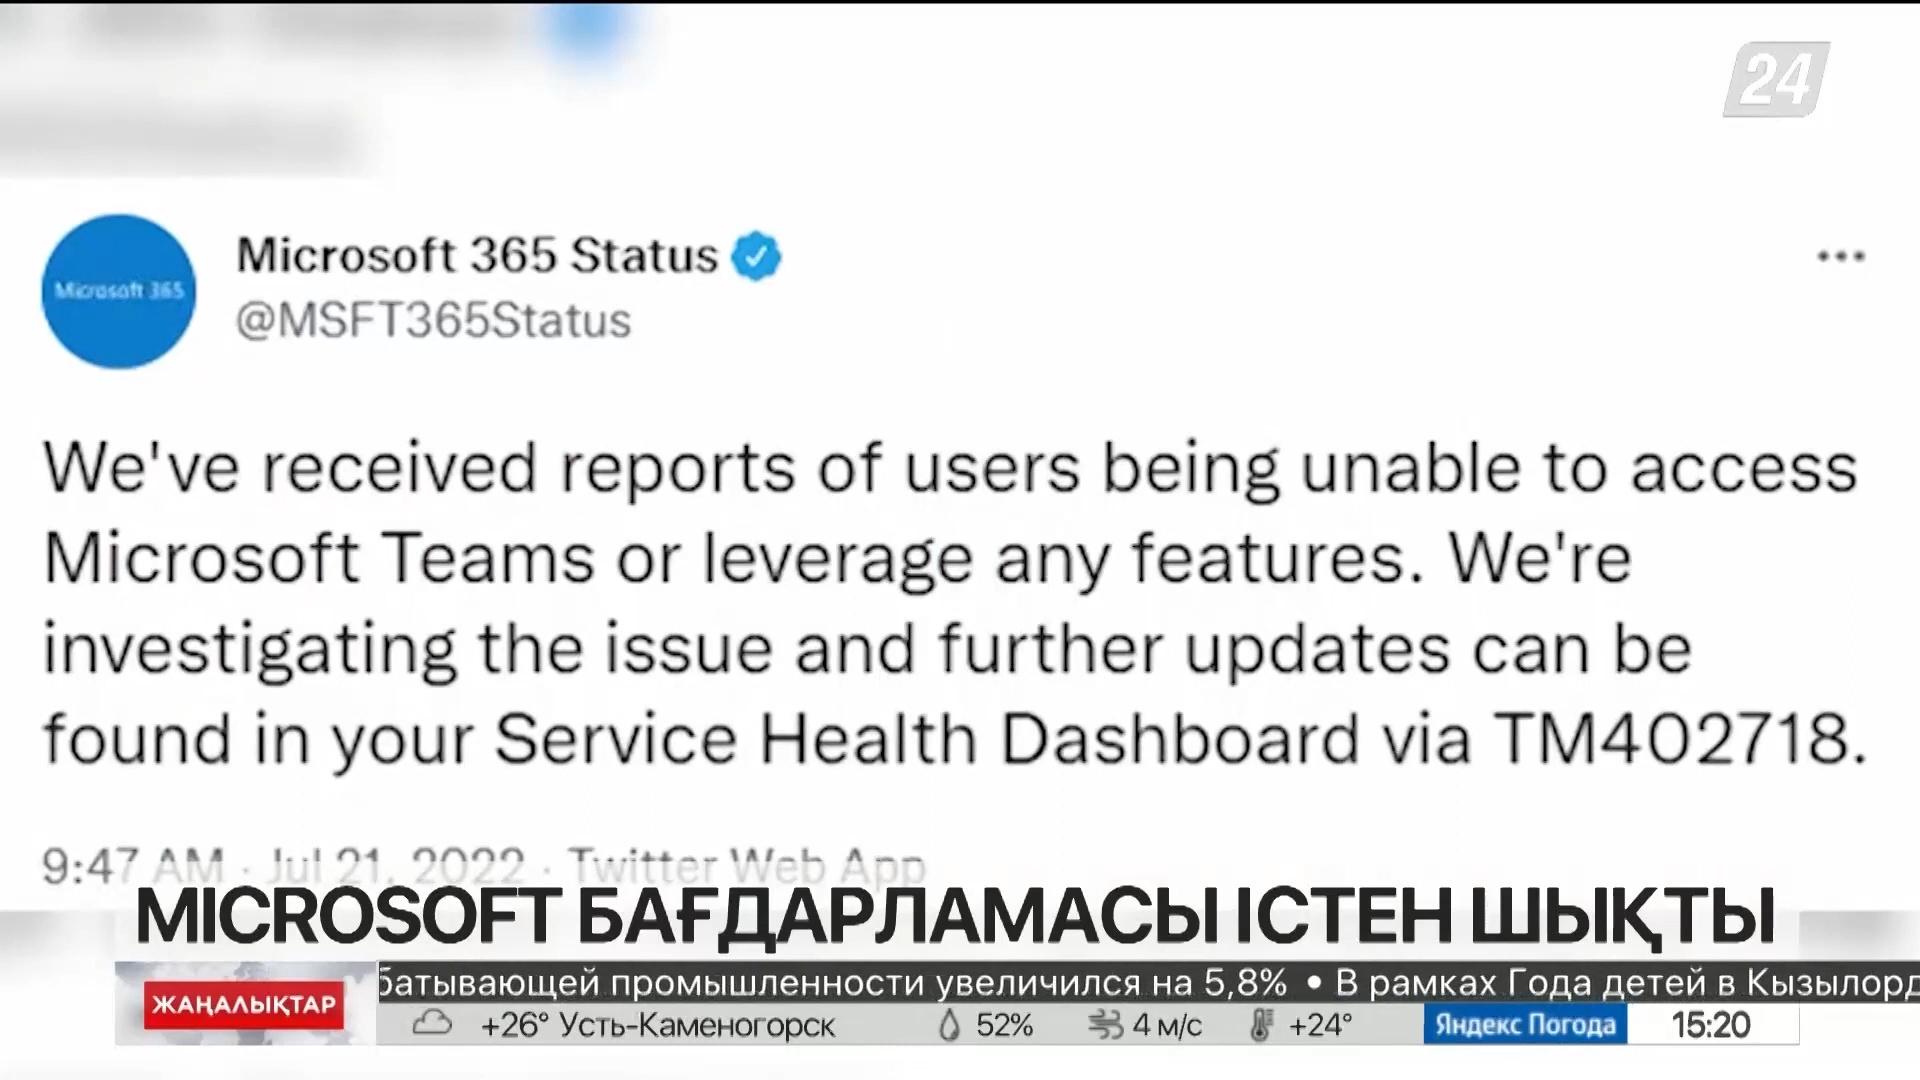 24
Microsoft 365
Microsoft 365 Status
@MSFT365Status
We've received reports of users being unable to access
Microsoft Teams or leverage any features. We're
investigating the issue and further updates can be
found in your Service Health Dashboard via TM402718.
9:47 AM · Jul 21, 2022 · Twitter Web App
MICROSOFT БАҒДАРЛАМАСЫ ІСТЕН ШЫҚТЫ
ЖАҢАЛЫҚТАР
батывающей промышленности увеличился на 5,8% • В рамках Года детей в Кызылорд
+26° Усть-Каменогорск 52% 4 м/с +24° Яндекс Погода 15:20